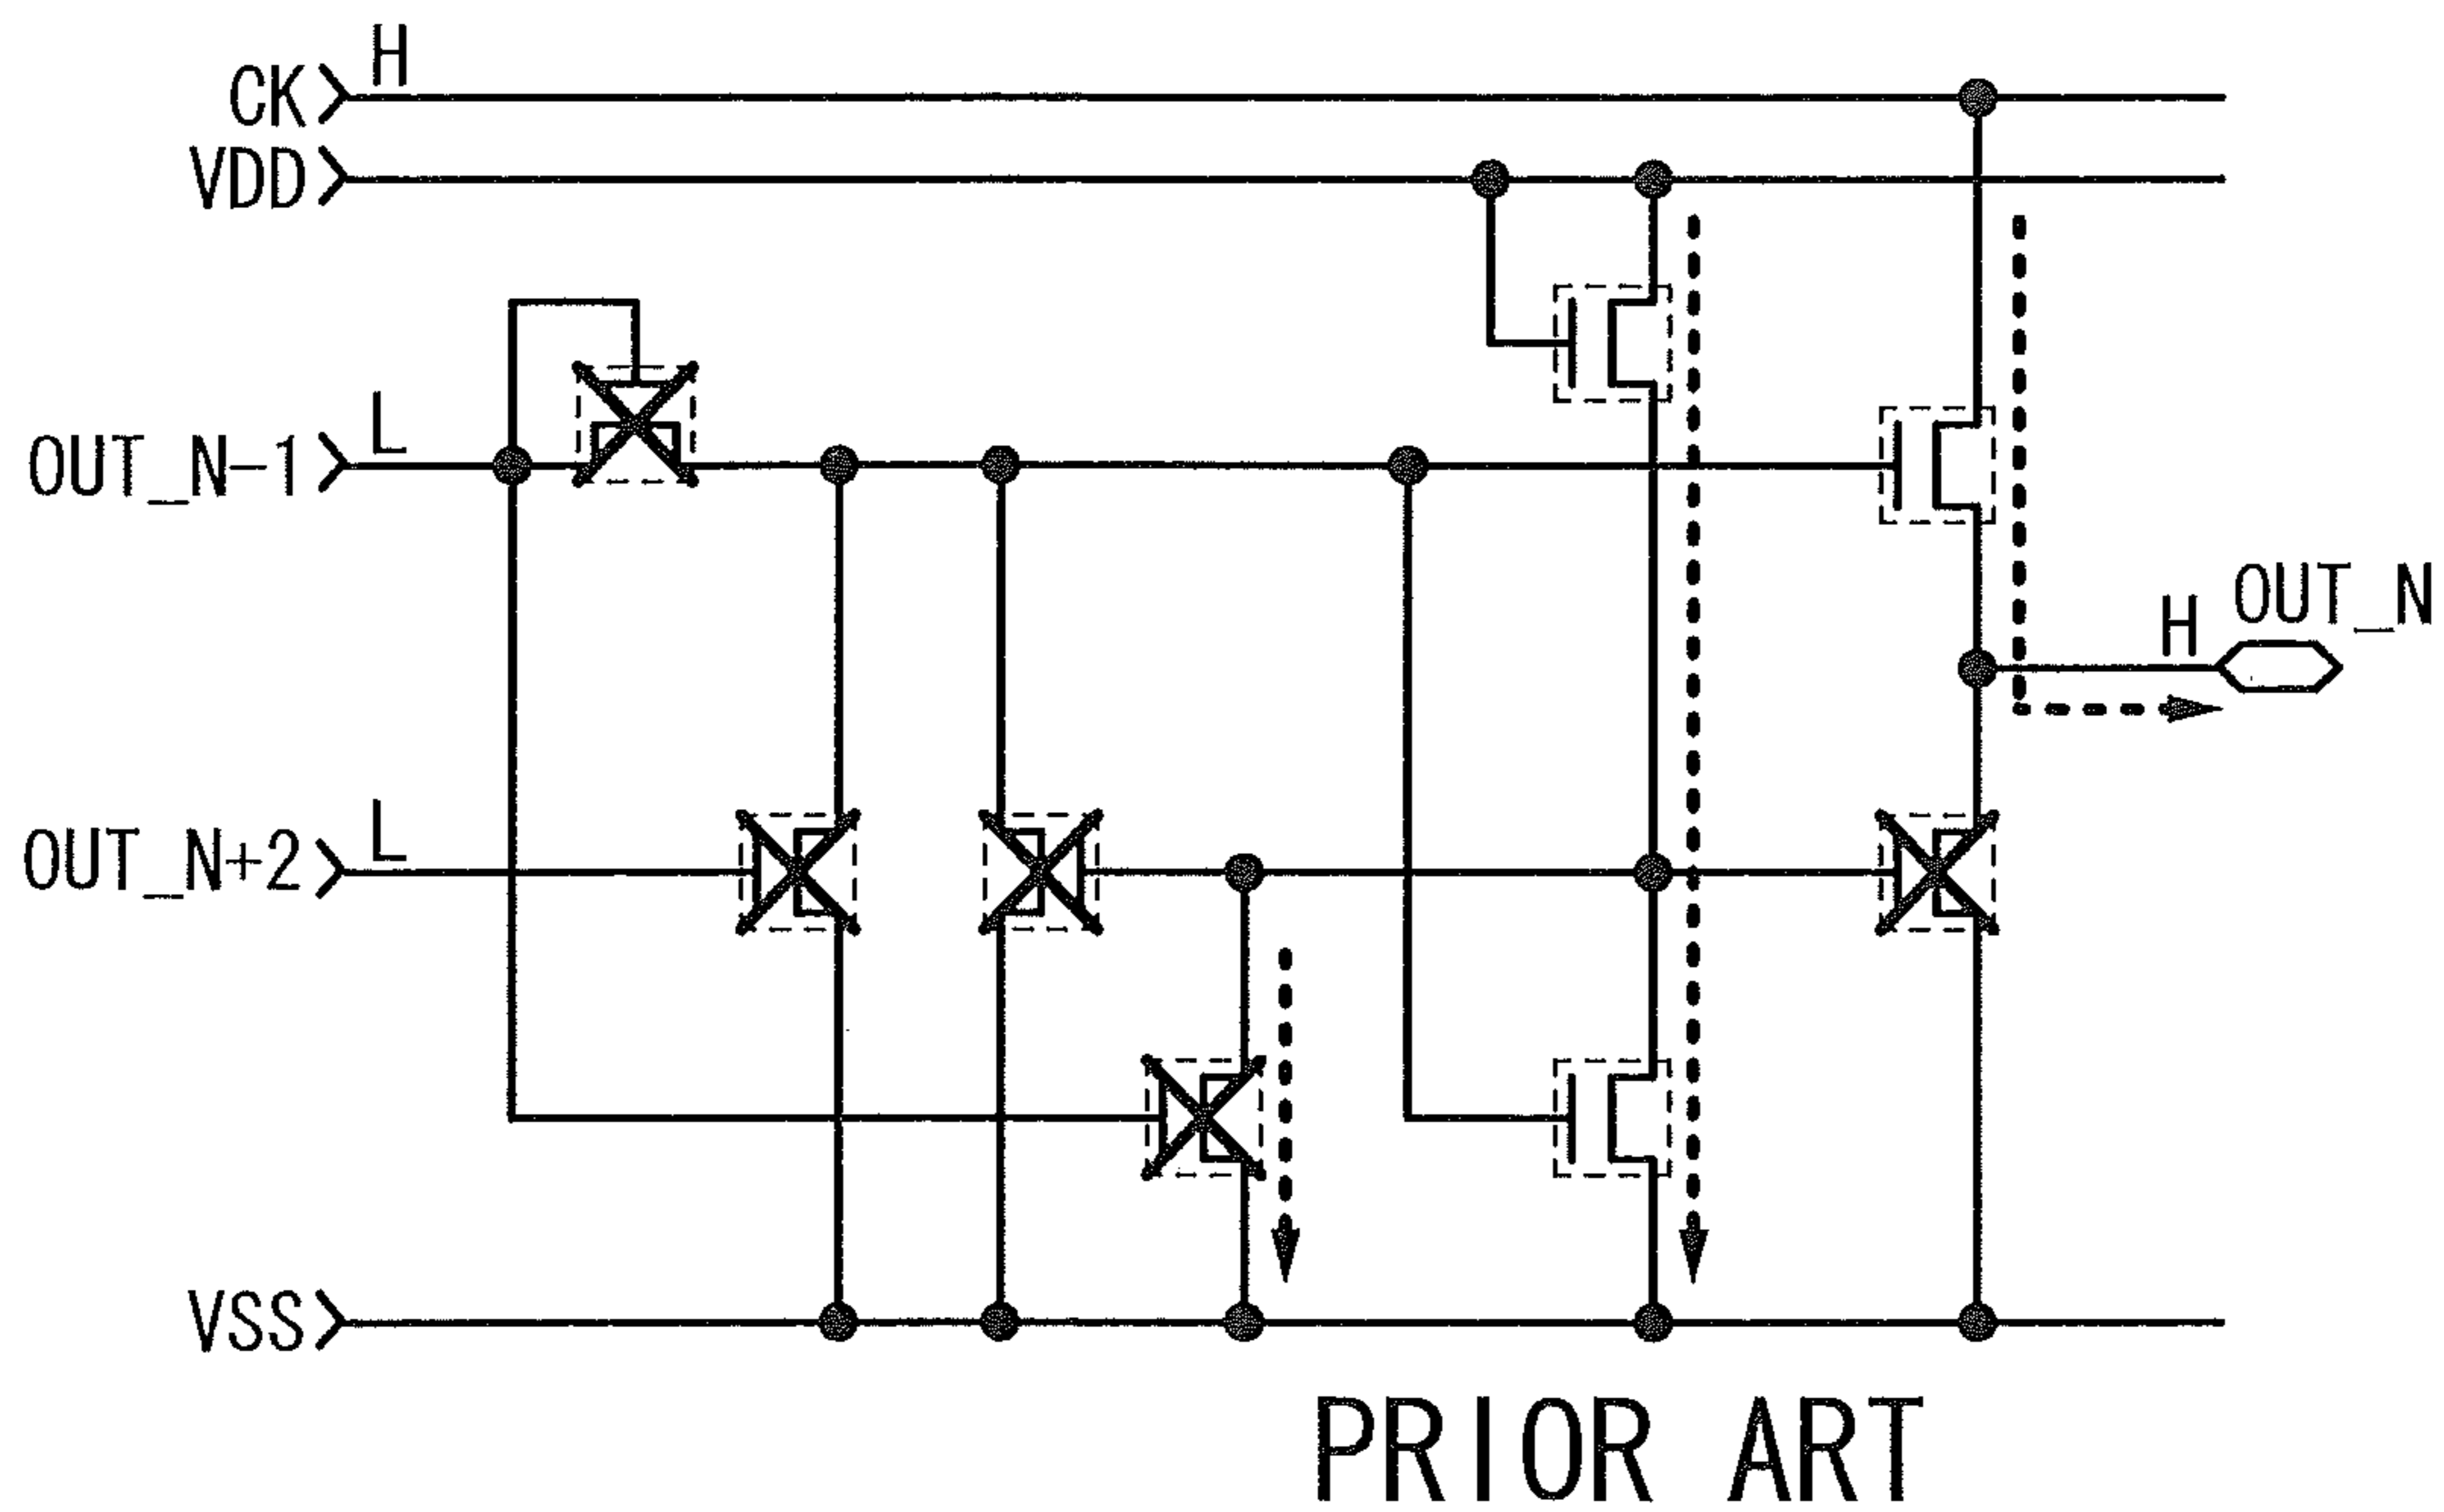 CK H
VDD
OUT_N-1 L
H OUT_N
OUT_N+2 L
VSS
PRIOR ART